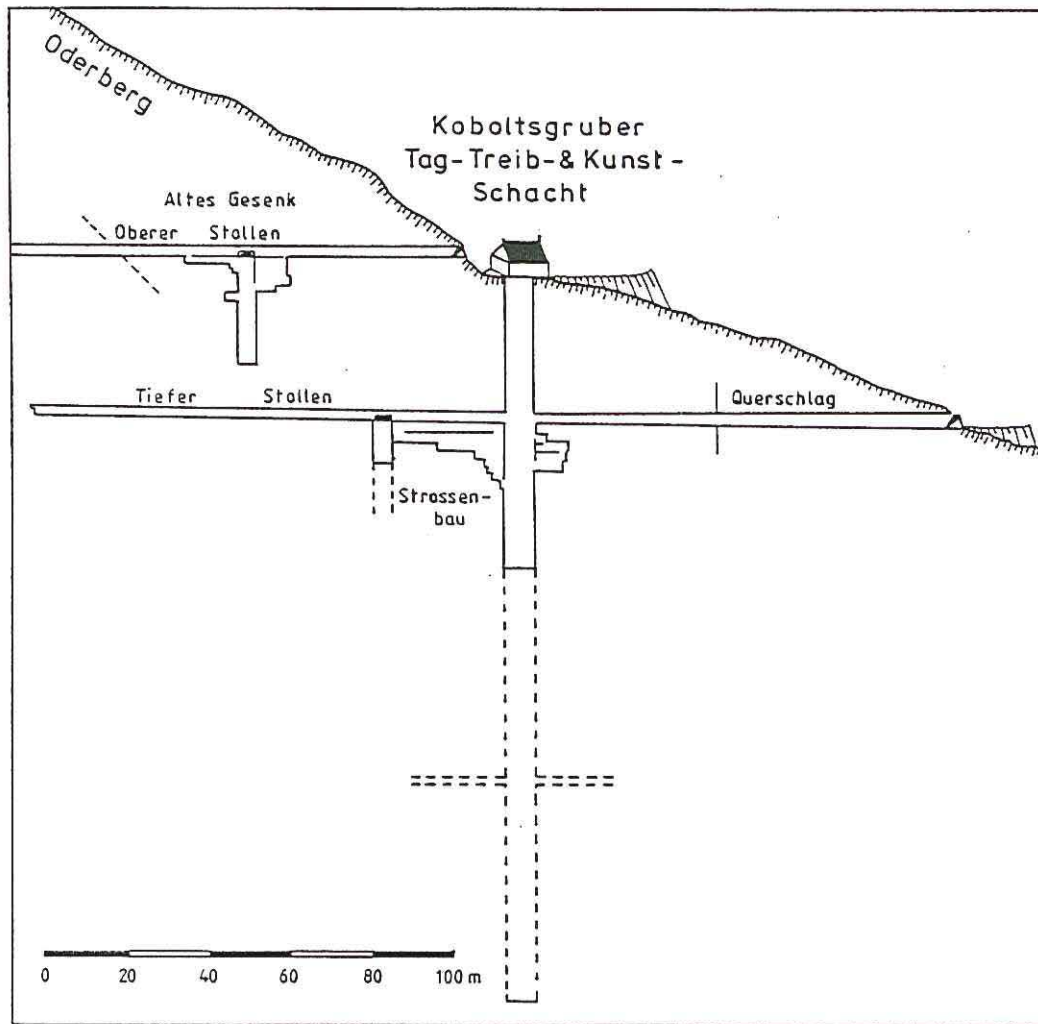 Oderberg
Koboltsgruber
Tag-Treib-& Kunst-
Schacht
Altes Gesenk
Oberer Stollen
Tiefer Stollen
Querschlag
Strossen-
bau
0 20 40 60 80 100 m